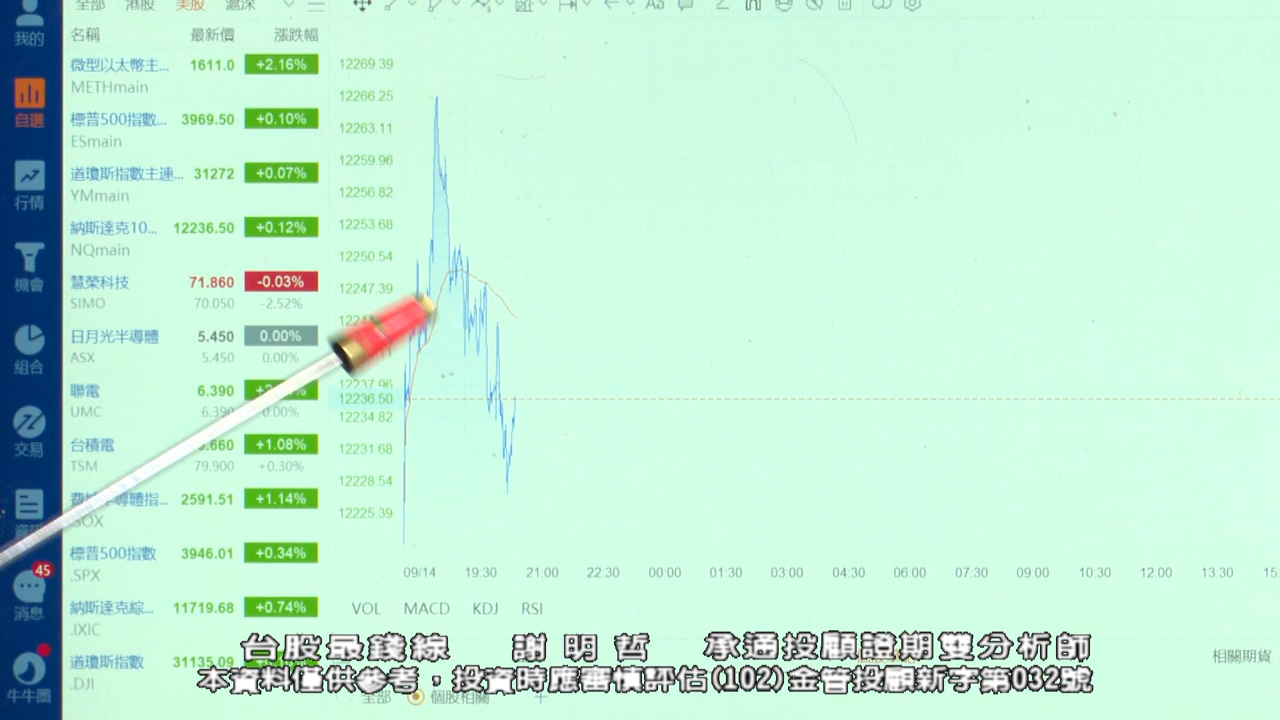 全部 港股 美股 滬深
我的
名稱 最新價 漲跌幅
微型以太幣主... 1611.0 +2.16%
METHmain
標普500指數... 3969.50 +0.10%
ESmain
道瓊斯指數主連... 31272 +0.07%
YMmain
納斯達克10... 12236.50 +0.12%
NQmain
慧榮科技 71.860 -0.03%
SIMO 70.050 -2.52%
日月光半導體 5.450 0.00%
ASX 5.450 0.00%
聯電 6.390
UMC 6.390 0.00%
台積電 +1.08%
TSM 79.900 +0.30%
2591.51 +1.14%
標普500指數 3946.01 +0.34%
.SPX
納斯達克綜... 11719.68 +0.74%
.IXIC
道瓊斯指數 31135.09
.DJI
自選
行情
機會
組合
交易
45
消息
牛牛圈
12269.39
12266.25
12263.11
12259.96
12256.82
12253.68
12250.54
12247.39
12237.96
12236.50
12234.82
12231.68
12228.54
12225.39
09/14 19:30 21:00 22:30 00:00 01:30 03:00 04:30 06:00 07:30 09:00 10:30 12:00 13:30
VOL MACD KDJ RSI
相關期貨
全部 個股相關
台股最錢線 謝明哲 承通投顧證期雙分析師
本資料僅供參考,投資時應審慎評估(102)金管投顧新字第032號